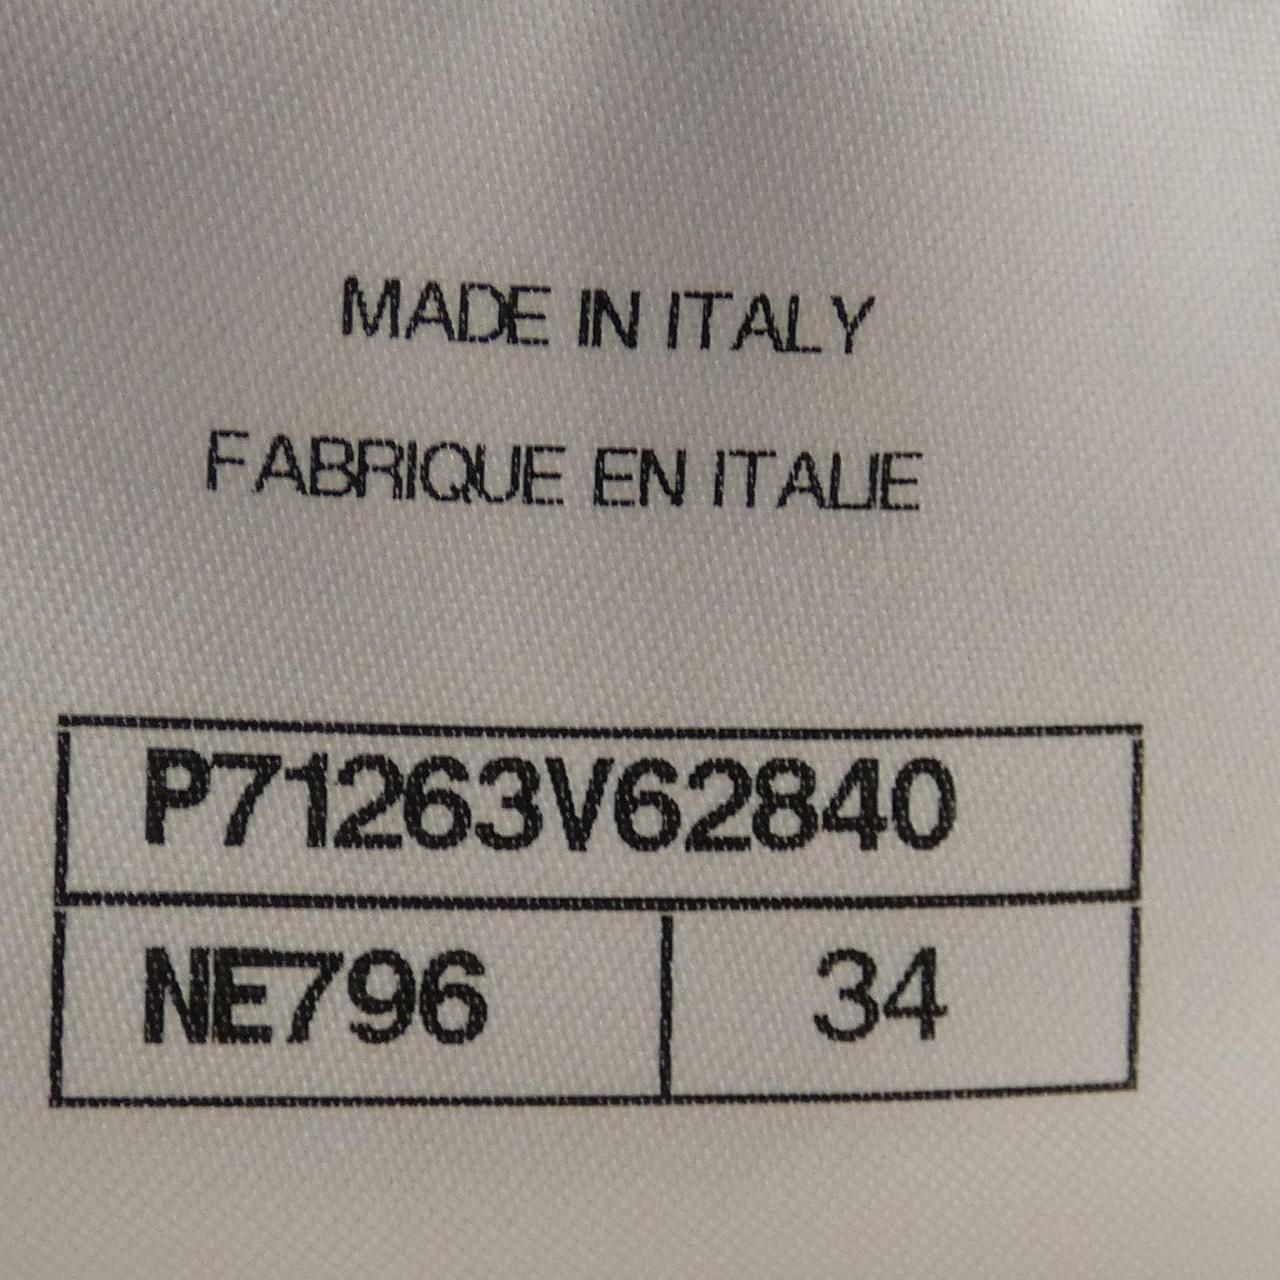 MADE IN ITALY
FABRIQUE EN ITALIE
P71263V62840
NE796 34